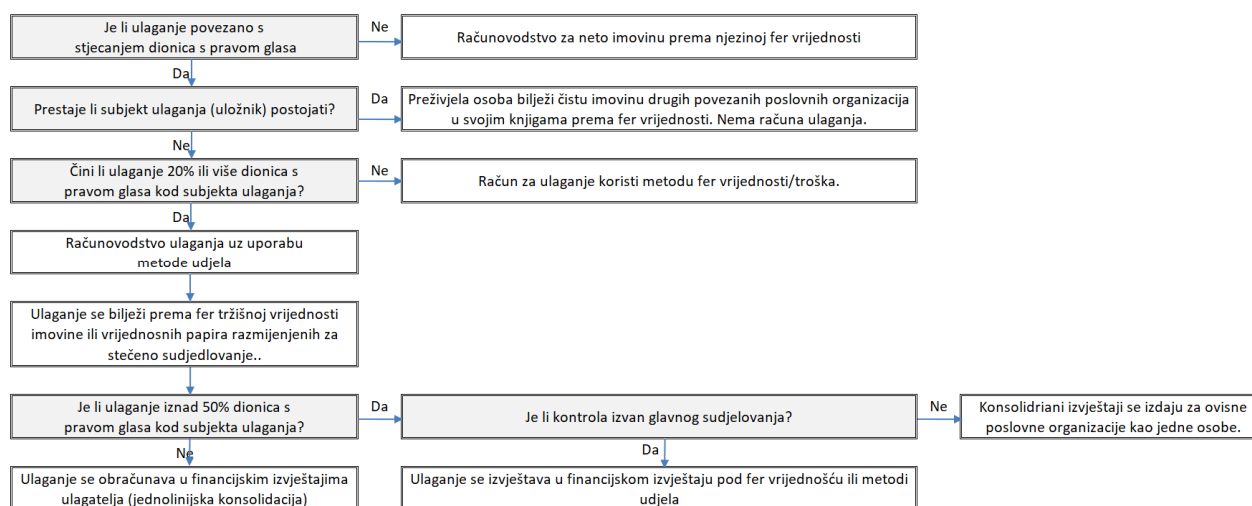 Je li ulaganje povezano s
stjecanjem dionica s pravom glasa
Ne
Računovodstvo za neto imovinu prema njezinoj fer vrijednosti
Da
Prestaje li subjekt ulaganja (uložnik) postojati?
Da
Preživjela osoba bilježi čistu imovinu drugih povezanih poslovnih organizacija
u svojim knjigama prema fer vrijednosti. Nema računa ulaganja.
Ne
Čini li ulaganje 20% ili više dionica s
pravom glasa kod subjekta ulaganja?
Ne
Račun za ulaganje koristi metodu fer vrijednosti/troška.
Da
Računovodstvo ulaganja uz uporabu
metode udjela
Ulaganje se bilježi prema fer tržišnoj vrijednosti
imovine ili vrijednosnih papira razmijenjenih za
stečeno sudjedlovanje..
Je li ulaganje iznad 50% dionica s
pravom glasa kod subjekta ulaganja?
Da
Je li kontrola izvan glavnog sudjelovanja?
Ne
Konsolidriani izvještaji se izdaju za ovisne
poslovne organizacije kao jedne osobe.
Ne
Da
Ulaganje se obračunava u financijskim izvještajima
ulagatelja (jednolinijska konsolidacija)
Ulaganje se izvještava u financijskom izvještaju pod fer vrijednošću ili metodi
udjela